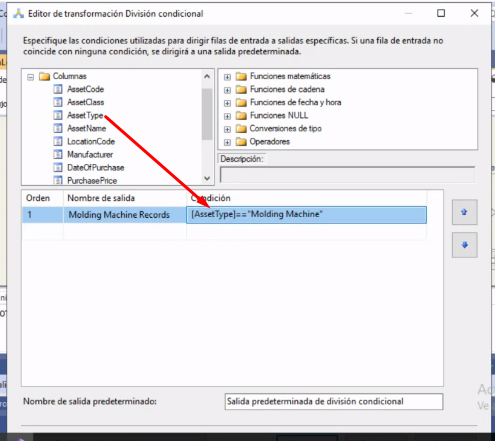 Editor de transformación División condicional
Especifique las condiciones utilizadas para dirigir filas de entrada a salidas específicas. Si una fila de entrada no
coincide con ninguna condición, se dirigirá a una salida predeterminada.
Columnas
AssetCode
AssetClass
AssetType
AssetName
LocationCode
Manufacturer
DateOfPurchase
PurchasePrice
Funciones matemáticas
Funciones de cadena
Funciones de fecha y hora
Funciones NULL
Conversiones de tipo
Operadores
Descripción:
Orden Nombre de salida Condición
1 Molding Machine Records [AssetType]=="Molding Machine"
Nombre de salida predeterminado: Salida predeterminada de división condicional